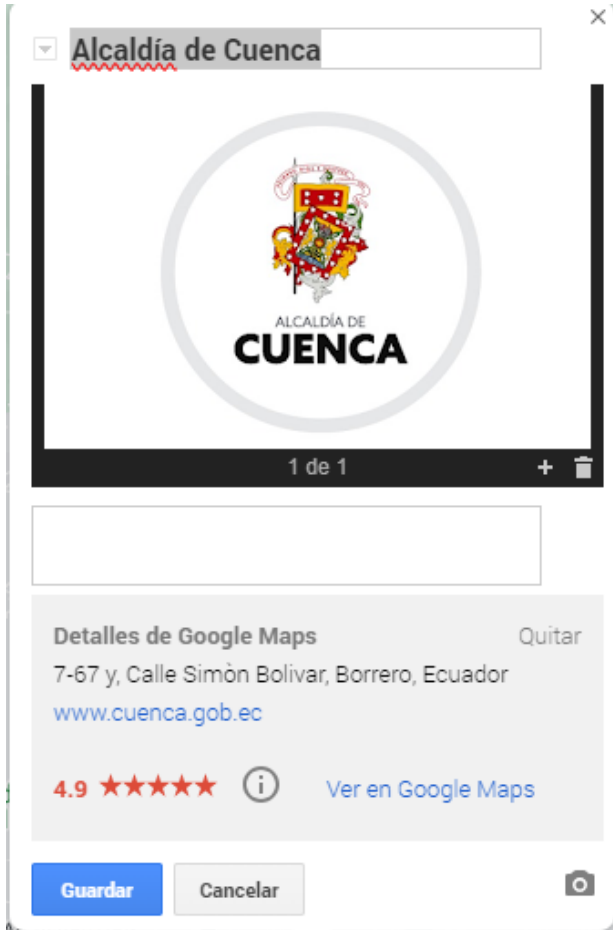 Alcaldía de Cuenca
ALCALDÍA DE
CUENCA
1 de 1
Detalles de Google Maps
Quitar
7-67 y, Calle Simòn Bolivar, Borrero, Ecuador
www.cuenca.gob.ec
4.9
Ver en Google Maps
Guardar
Cancelar